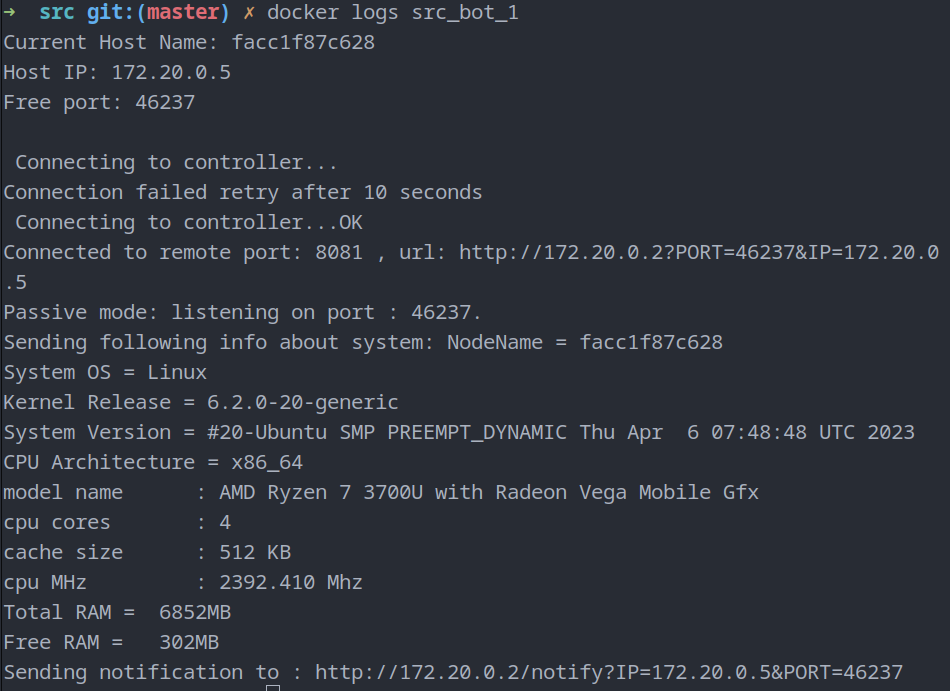 →  src git:(master) ✗ docker logs src_bot_1
Current Host Name: facc1f87c628
Host IP: 172.20.0.5
Free port: 46237

 Connecting to controller...
Connection failed retry after 10 seconds
 Connecting to controller...OK
Connected to remote port: 8081 , url: http://172.20.0.2?PORT=46237&IP=172.20.0
.5
Passive mode: listening on port : 46237.
Sending following info about system: NodeName = facc1f87c628
System OS = Linux
Kernel Release = 6.2.0-20-generic
System Version = #20-Ubuntu SMP PREEMPT_DYNAMIC Thu Apr  6 07:48:48 UTC 2023
CPU Architecture = x86_64
model name      : AMD Ryzen 7 3700U with Radeon Vega Mobile Gfx
cpu cores       : 4
cache size      : 512 KB
cpu MHz         : 2392.410 Mhz
Total RAM =  6852MB
Free RAM =   302MB
Sending notification to : http://172.20.0.2/notify?IP=172.20.0.5&PORT=46237